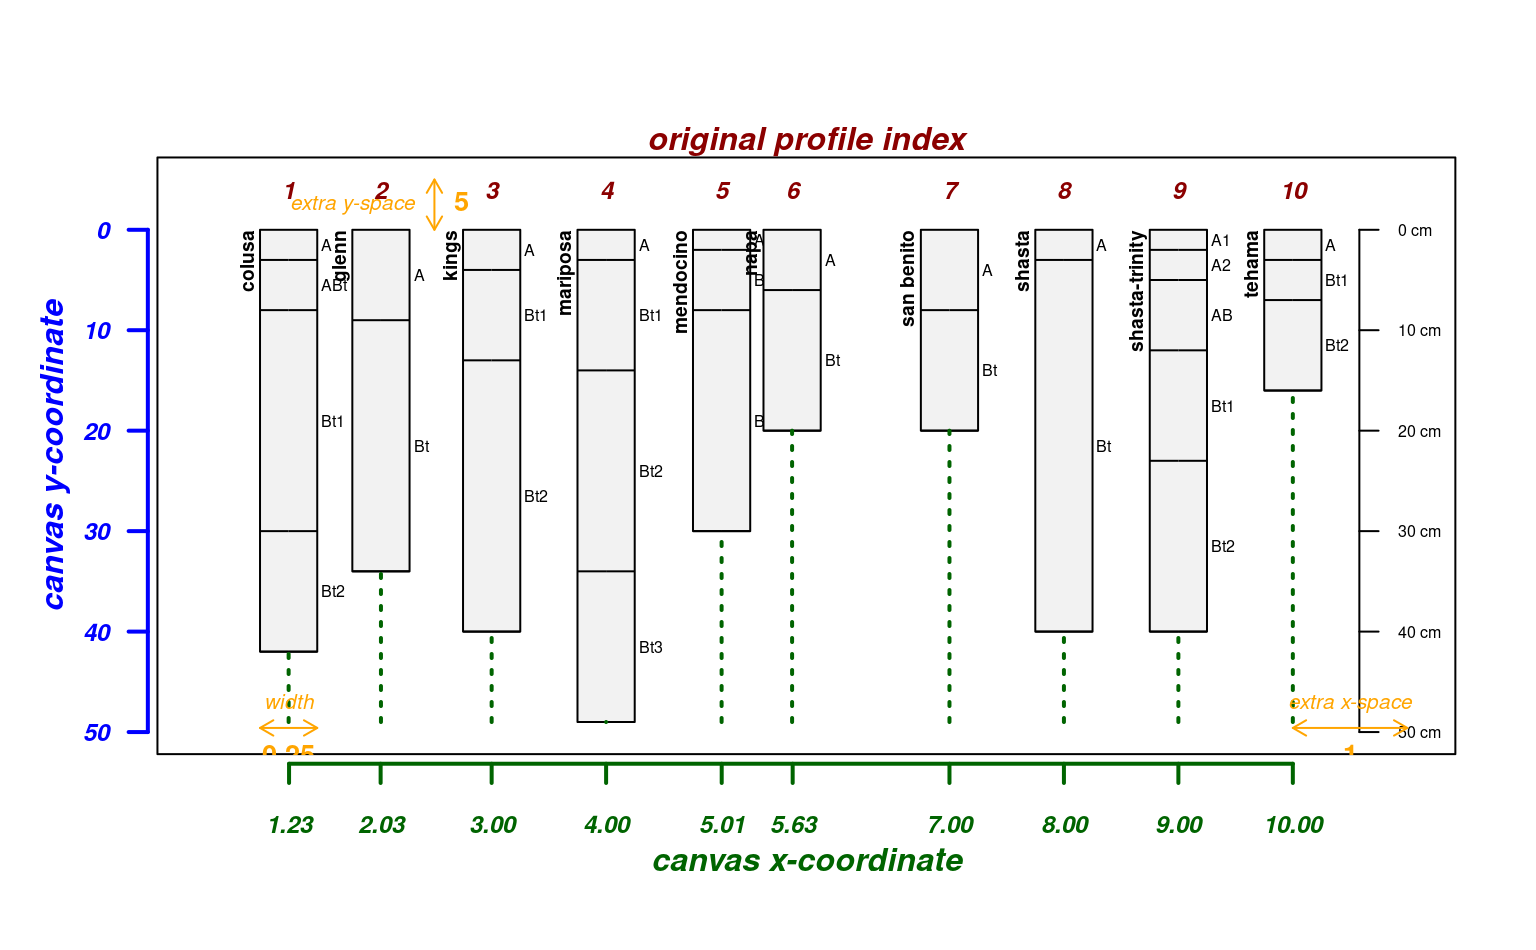 original profile index
1 2 3 4 5 6 7 8 9 10
extra y-space 5
canvas y-coordinate
0
10
20
30
40
50
colusa
A
ABt
Bt1
Bt2
glenn
A
Bt
kings
A
Bt1
Bt2
mariposa
A
Bt1
Bt2
Bt3
mendocino
napa
A
Bt
san benito
A
Bt
shasta
A
Bt
shasta-trinity
A1
A2
AB
Bt1
Bt2
tehama
A
Bt1
Bt2
0 cm
10 cm
20 cm
30 cm
40 cm
50 cm
width
0.25
extra x-space
1
1.23 2.03 3.00 4.00 5.01 5.63 7.00 8.00 9.00 10.00
canvas x-coordinate